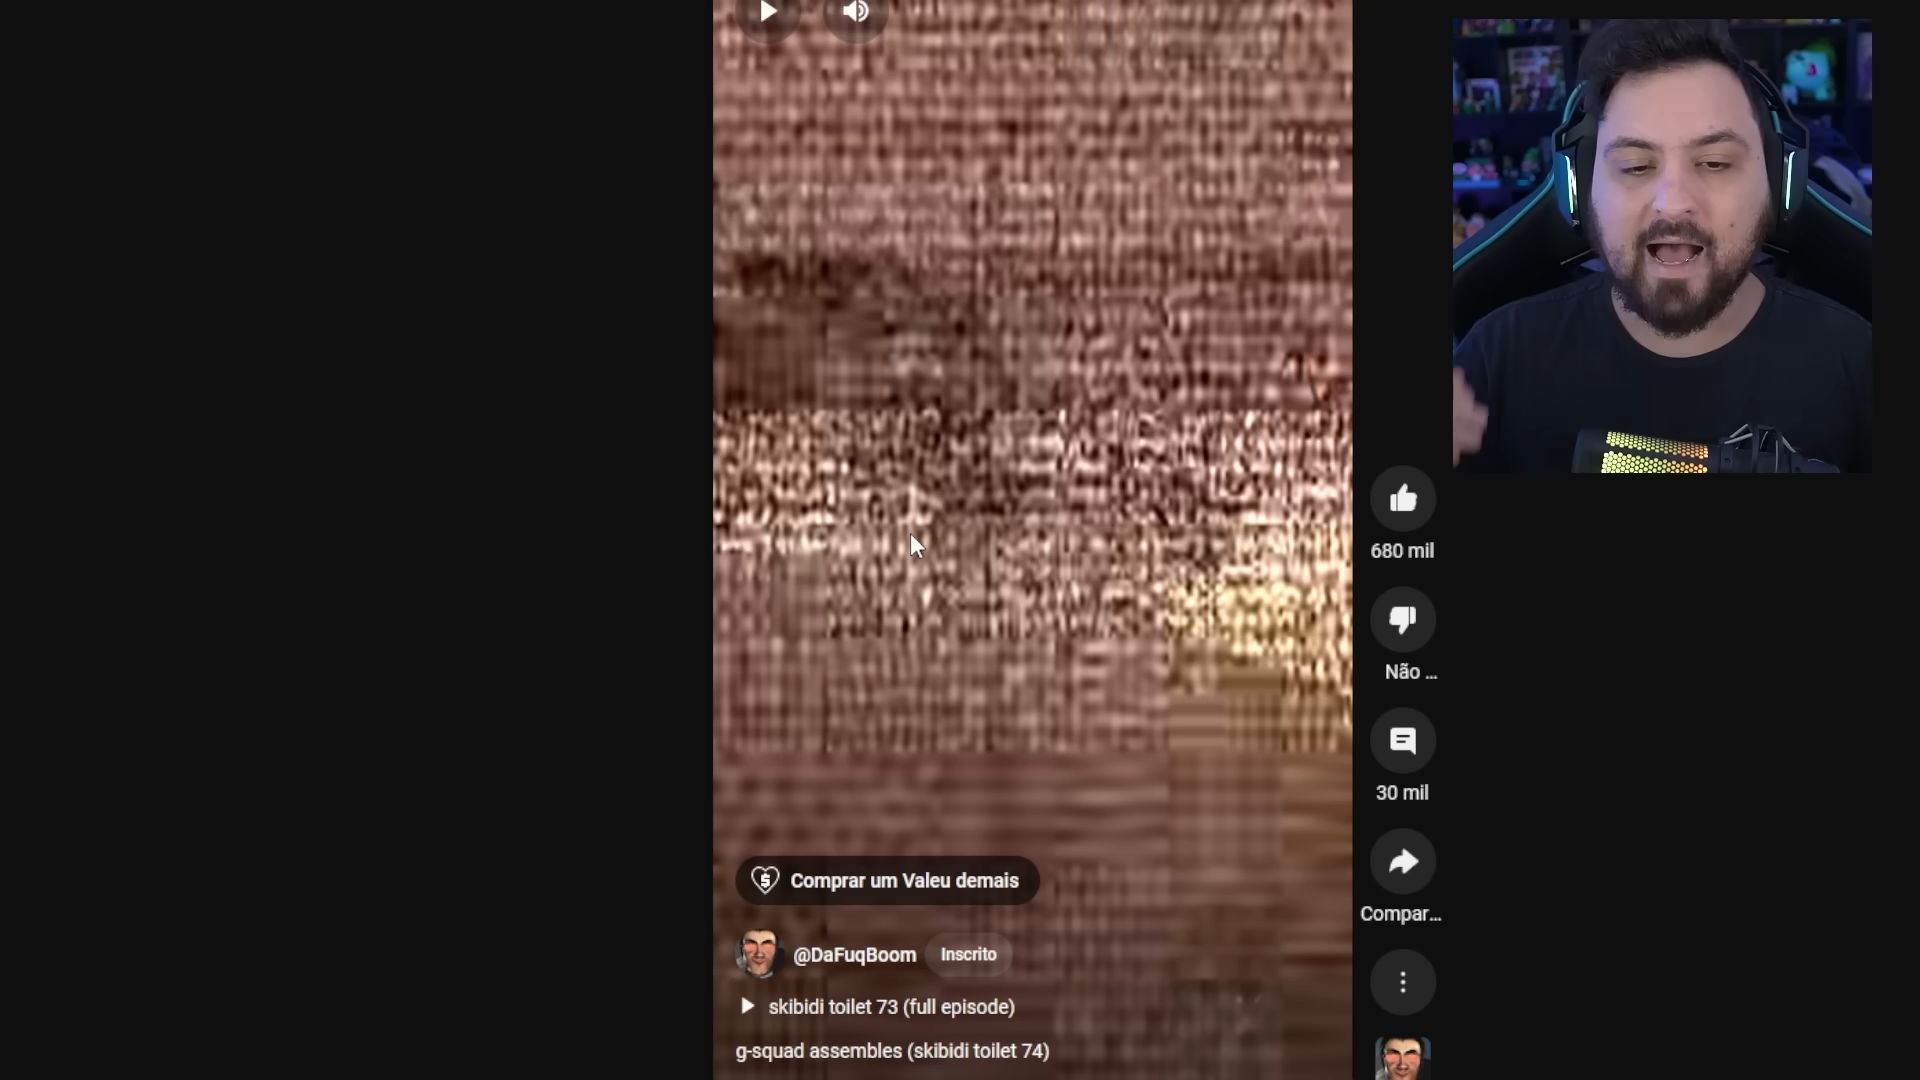 680 mil
Não ...
30 mil
Compar...
Comprar um Valeu demais
@DaFuqBoom Inscrito
skibidi toilet 73 (full episode)
g-squad assembles (skibidi toilet 74)